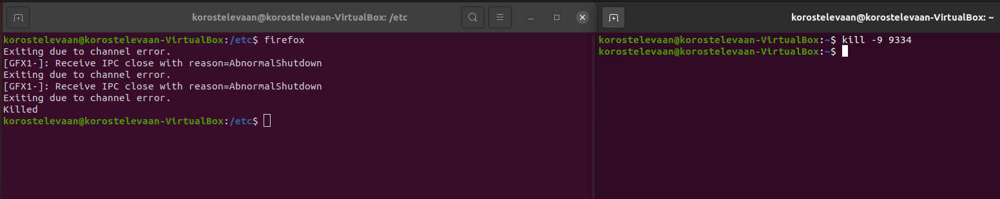 korostelevaan@korostelevaan-VirtualBox: /etc
korostelevaan@korostelevaan-VirtualBox:/etc$ firefox
Exiting due to channel error.
[GFX1-]: Receive IPC close with reason=AbnormalShutdown
Exiting due to channel error.
[GFX1-]: Receive IPC close with reason=AbnormalShutdown
Exiting due to channel error.
Killed
korostelevaan@korostelevaan-VirtualBox:/etc$
korostelevaan@korostelevaan-VirtualBox: ~
korostelevaan@korostelevaan-VirtualBox:~$ kill -9 9334
korostelevaan@korostelevaan-VirtualBox:~$